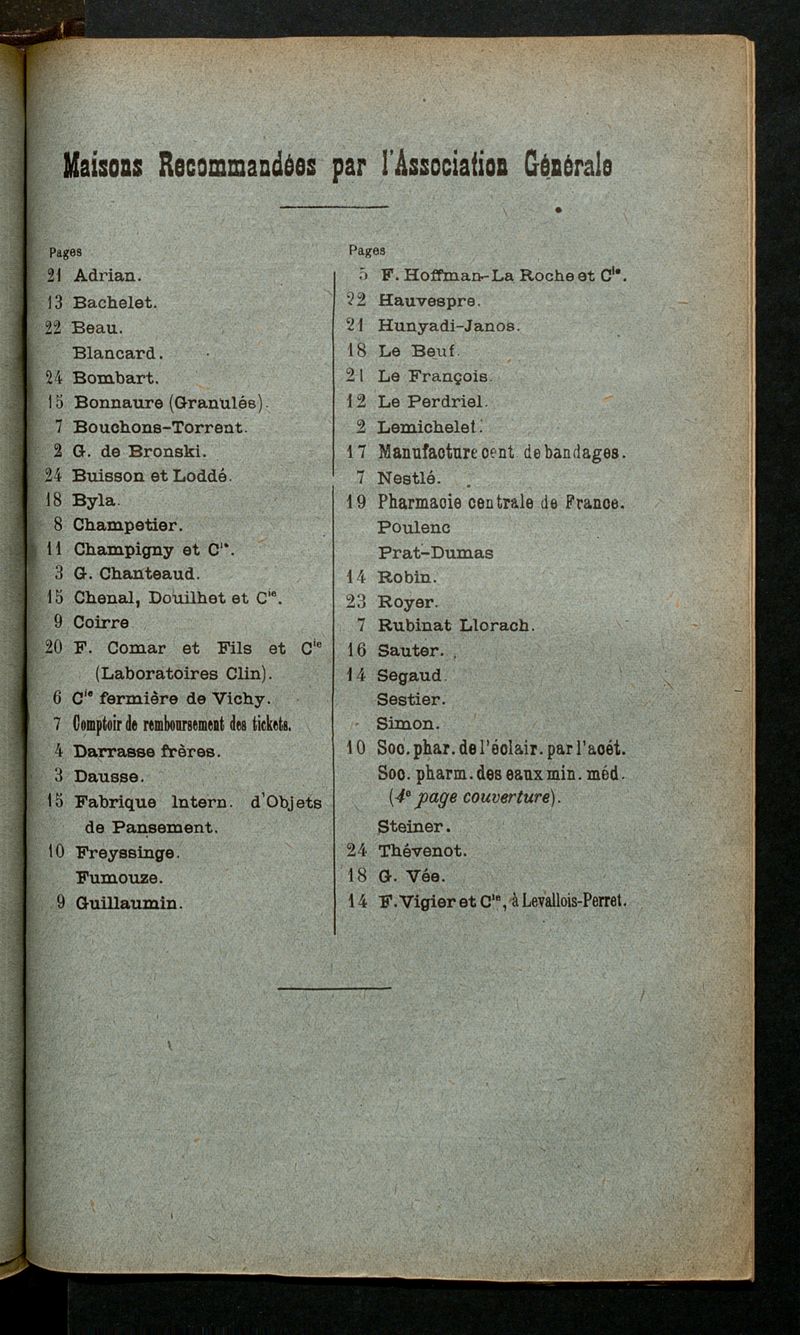 Maisons Recommandées par l'Association Générale
Pages
21 Adrian.
13 Bachelet.
22 Beau.
Blancard.
24 Bombart.
15 Bonnaure (Granulés).
7 Bouchons-Torrent.
2 G. de Bronski.
24 Buisson et Loddé.
18 Byla.
8 Champetier.
11 Champigny et Cie.
3 G. Chanteaud.
15 Chenal, Douilhet et Cie.
9 Coirre
20 F. Comar et Fils et Cie
(Laboratoires Clin).
6 Cie fermière de Vichy.
7 Comptoir de remboursement des tickets.
4 Darrasse frères.
3 Dausse.
15 Fabrique Intern. d'Objets
de Pansement.
10 Freyssinge.
Fumouze.
9 Guillaumin.
Pages
5 F. Hoffman-La Roche et Cie.
22 Hauvespre.
21 Hunyadi-Janos.
18 Le Beuf.
21 Le François.
12 Le Perdriel.
2 Lemichelet.
17 Manufacture cent de bandages.
7 Nestlé.
19 Pharmacie centrale de France.
Poulenc
Prat-Dumas
14 Robin.
23 Royer.
7 Rubinat Llorach.
16 Sauter.
14 Segaud.
Sestier.
Simon.
10 Soc. phar. de l'éclair. par l'acét.
Soc. pharm. des eaux min. méd.
(4e page couverture).
Steiner.
24 Thévenot.
18 G. Vée.
14 F. Vigier et Cie, à Levallois-Perret.